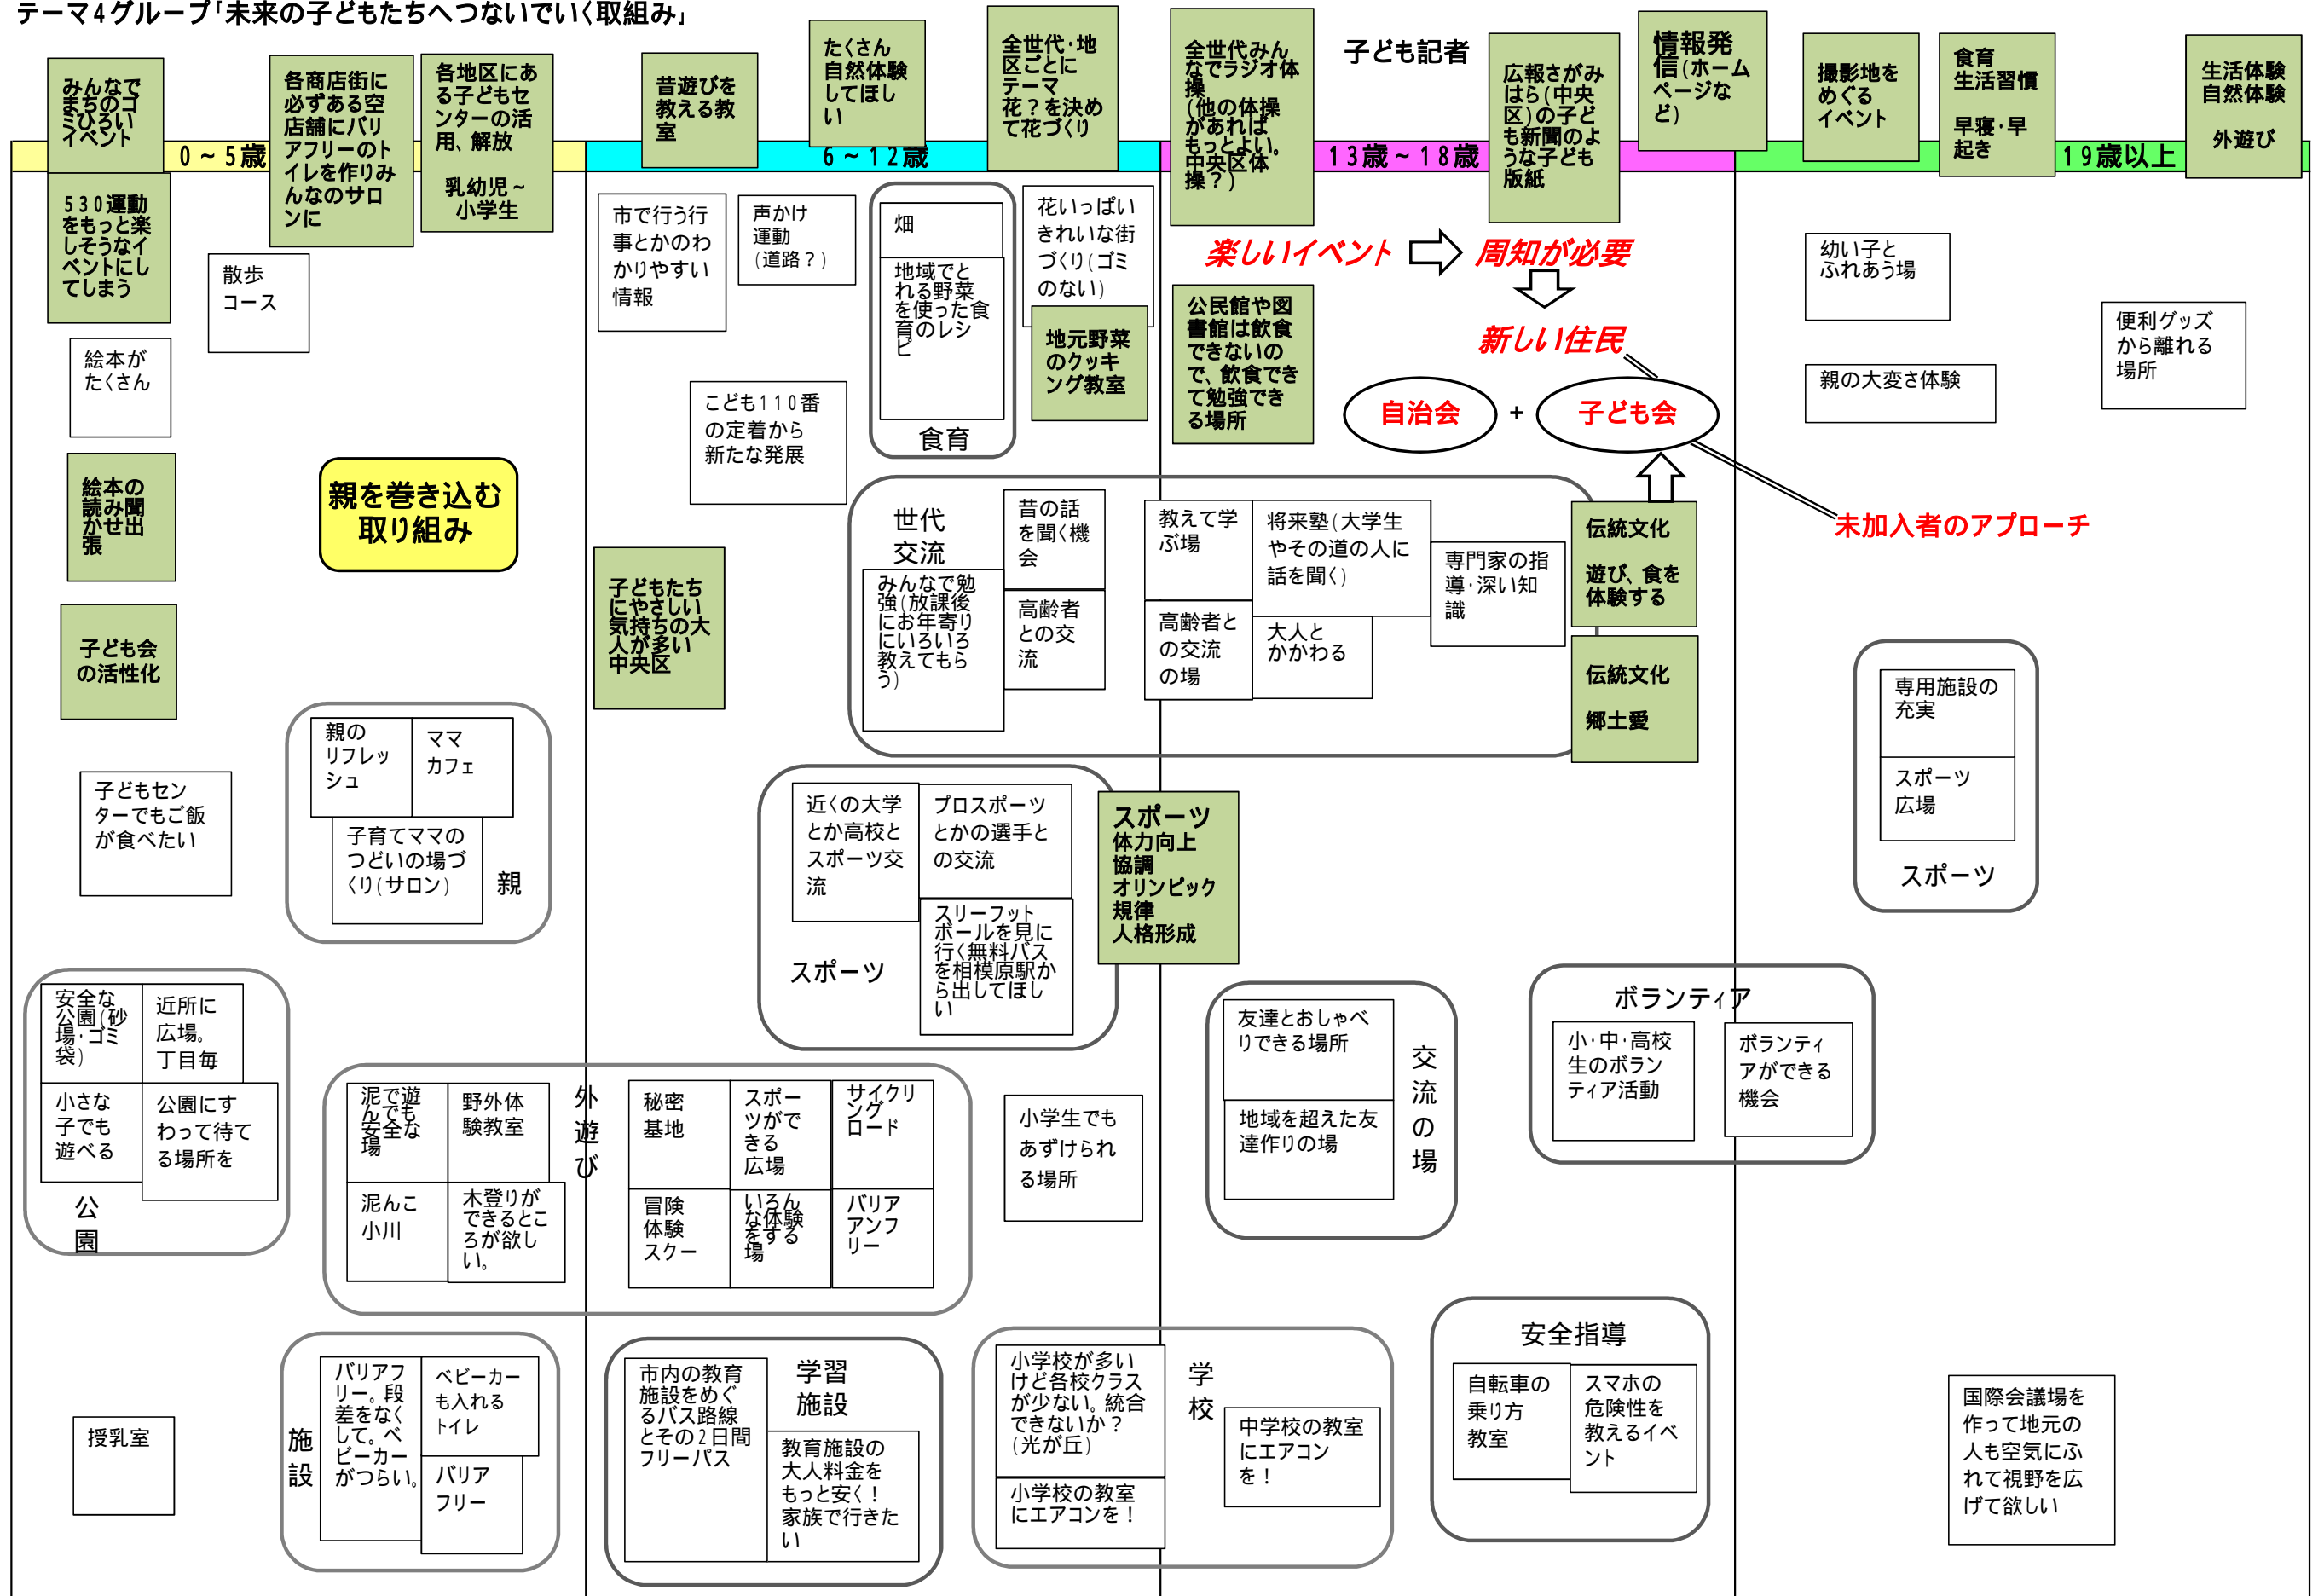 テーマ4グループ「未来の子どもたちへつないでいく取組み」
みんなで
まちのゴ
ミひろい
イベント
各商店街に
必ずある空
店舗にバリ
アフリーのト
イレを作りみ
んなのサロ
ンに
各地区にあ
る子どもセ
ンターの活
用、解放
乳幼児~
小学生
昔遊びを
教える教
室
たくさん
自然体験
してほし
い
全世代・地
区ごとに
テーマ
花?を決め
て花づくり
全世代みん
なでラジオ体
操
(他の体操
があれば
もっとよい。
中央区体
操?)
子ども記者
広報さがみ
はら(中央
区)の子ど
も新聞のよ
うな子ども
版紙
情報発
信(ホーム
ページな
ど)
撮影地を
めぐる
イベント
食育
生活習慣
早寝・早
起き
生活体験
自然体験
外遊び
0~5歳
6~12歳
13歳~18歳
19歳以上
530運動
をもっと楽
しそうなイ
ベントにし
てしまう
散歩
コース
絵本が
たくさん
絵本の
読み聞
かせ出
張
親を巻き込む
取り組み
子ども会
の活性化
子どもセン
ターでもご飯
が食べたい
親の
リフレッ
シュ
ママ
カフェ
子育てママの
つどいの場づ
くり(サロン)
親
安全な
公園(砂
場・ゴミ
袋)
近所に
広場。
丁目毎
小さな
子でも
遊べる
公園にす
わって待て
る場所を
公
園
泥で遊
んでも
安全な
場
野外体
験教室
泥んこ
小川
木登りが
できるとこ
ろが欲し
い。
外
遊
び
秘密
基地
スポー
ツがで
きる
広場
サイクリ
ング
ロード
冒険
体験
スクー
いろん
な体験
をする
場
バリア
アンフ
リー
授乳室
施
設
バリアフ
リー。段
差をなく
して。ベ
ビーカー
がつらい。
ベビーカー
も入れる
トイレ
バリア
フリー
市で行う行
事とかのわ
かりやすい
情報
声かけ
運動
(道路?)
畑
地域でと
れる野菜
を使った食
育のレシ
ピ
食育
花いっぱい
きれいな街
づくり(ゴミ
のない)
地元野菜
のクッキ
ング教室
こども110番
の定着から
新たな発展
子どもたち
にやさしい
気持ちの大
人が多い
中央区
世代
交流
昔の話
を聞く機
会
みんなで勉
強(放課後
にお年寄り
にいろいろ
教えてもら
う)
高齢者
との交
流
教えて学
ぶ場
将来塾(大学生
やその道の人に
話を聞く)
専門家の指
導・深い知
識
高齢者と
の交流
の場
大人と
かかわる
伝統文化
遊び、食を
体験する
伝統文化
郷土愛
近くの大学
とか高校と
スポーツ交
流
プロスポーツ
とかの選手と
の交流
スリーフット
ボールを見に
行く無料バス
を相模原駅か
ら出してほし
い
スポーツ
スポーツ
体力向上
協調
オリンピック
規律
人格形成
小学生でも
あずけられ
る場所
市内の教育
施設をめぐ
るバス路線
とその2日間
フリーパス
学習
施設
教育施設の
大人料金を
もっと安く!
家族で行きた
い
小学校が多い
けど各校クラス
が少ない。統合
できないか?
(光が丘)
小学校の教室
にエアコンを!
学
校
中学校の教室
にエアコン
を!
楽しいイベント
周知が必要
新しい住民
公民館や図
書館は飲食
できないの
で、飲食でき
て勉強でき
る場所
自治会
+
子ども会
未加入者のアプローチ
友達とおしゃべ
りできる場所
地域を超えた友
達作りの場
交
流
の
場
ボランティア
小・中・高校
生のボラン
ティア活動
ボランティ
アができる
機会
安全指導
自転車の
乗り方
教室
スマホの
危険性を
教えるイベ
ント
幼い子と
ふれあう場
親の大変さ体験
便利グッズ
から離れる
場所
専用施設の
充実
スポーツ
広場
スポーツ
国際会議場を
作って地元の
人も空気にふ
れて視野を広
げて欲しい